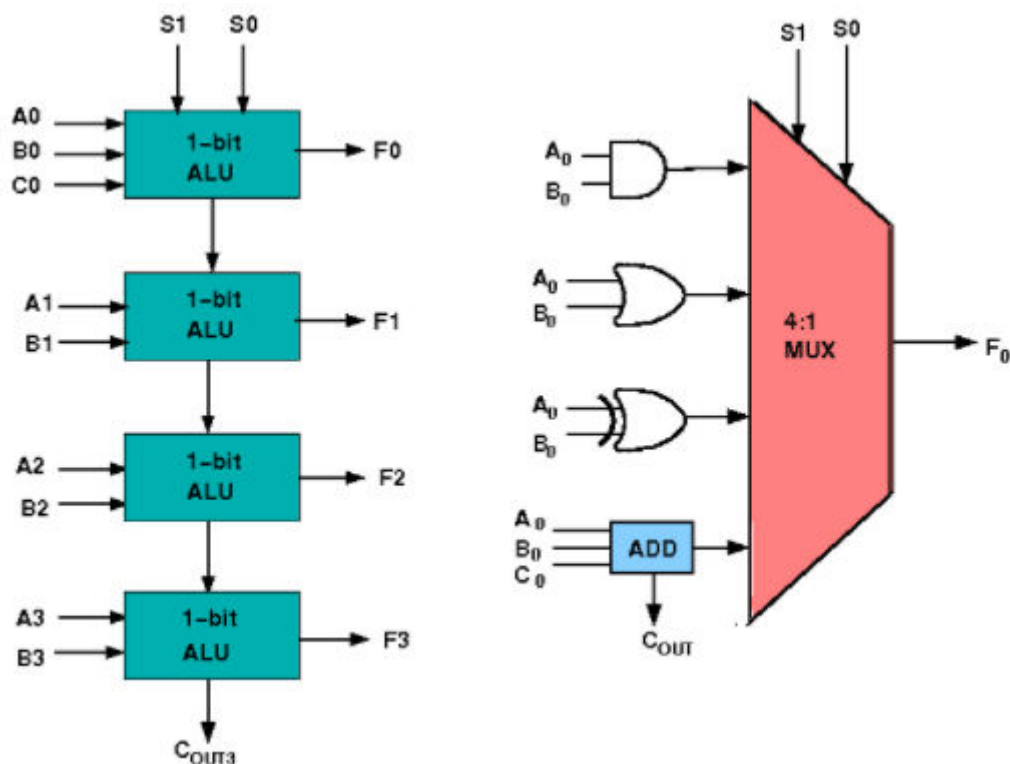 S1 S0
A0
B0
C0
1-bit
ALU
F0
A1
B1
1-bit
ALU
F1
A2
B2
1-bit
ALU
F2
A3
B3
1-bit
ALU
F3
COUT3
S1 S0
A0
B0
A0
B0
A0
B0
A0
B0
C0
ADD
COUT
4:1
MUX
F0